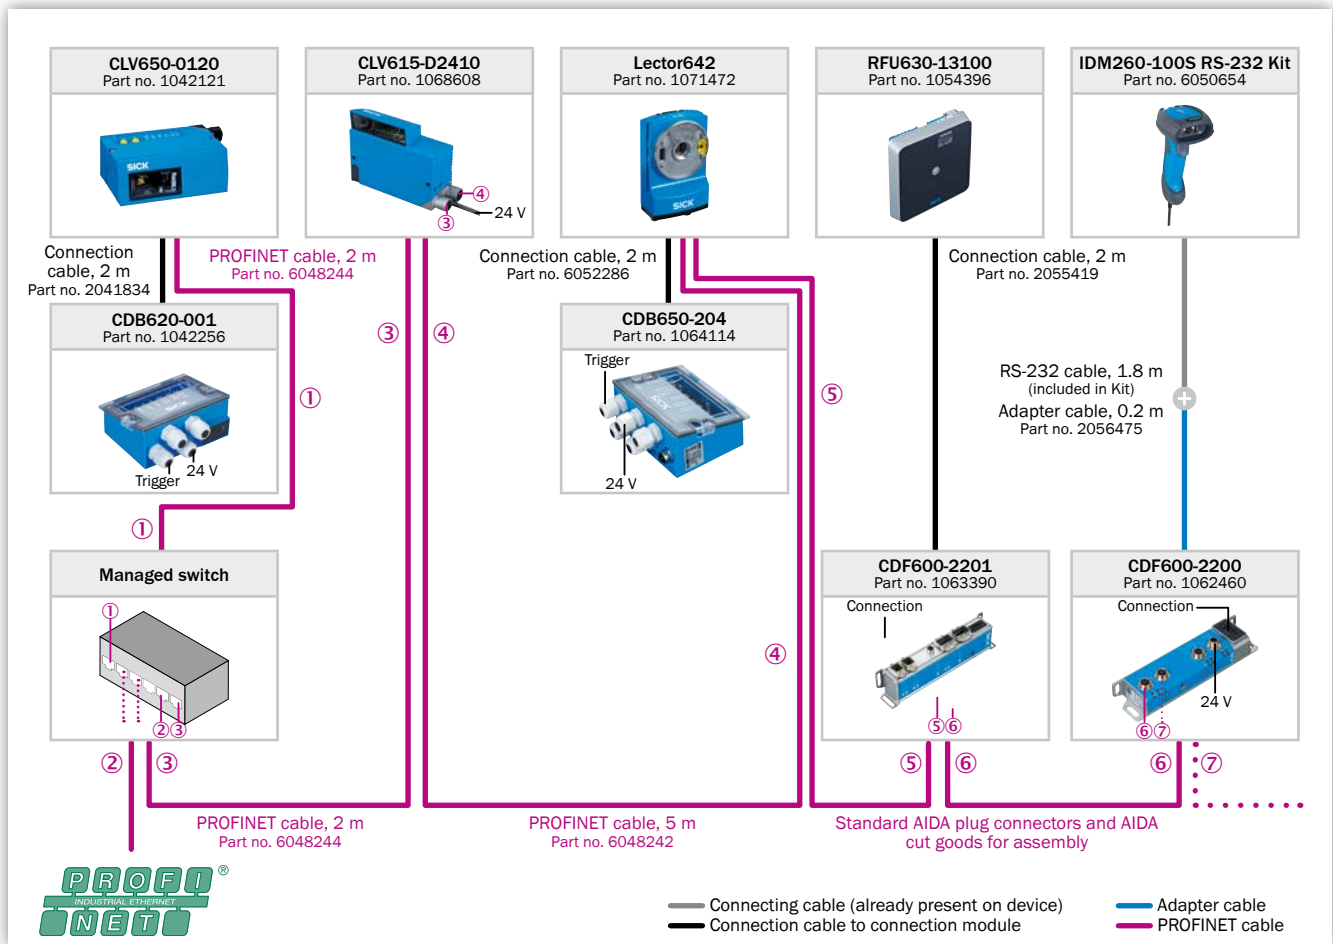 CLV650-0120
Part no. 1042121
CLV615-D2410
Part no. 1068608
Lector642
Part no. 1071472
RFU630-13100
Part no. 1054396
IDM260-100S RS-232 Kit
Part no. 6050654
SICK
④
③
24 V
SICK
Connection
cable, 2 m
Part no. 2041834
PROFINET cable, 2 m
Part no. 6048244
Connection cable, 2 m
Part no. 6052286
Connection cable, 2 m
Part no. 2055419
CDB620-001
Part no. 1042256
SICK
Trigger
24 V
①
③
④
CDB650-204
Part no. 1064114
Trigger
SICK
24 V
⑤
RS-232 cable, 1.8 m
(included in Kit)
Adapter cable, 0.2 m
Part no. 2056475
①
Managed switch
①
②③
④
CDF600-2201
Part no. 1063390
Connection
⑤ ⑥
CDF600-2200
Part no. 1062460
Connection
24 V
⑥ ⑦
② ③
⑤ ⑥
⑥ ⑦
PROFINET cable, 2 m
Part no. 6048244
PROFINET cable, 5 m
Part no. 6048242
Standard AIDA plug connectors and AIDA
cut goods for assembly
PROFI®
INDUSTRIAL ETHERNET
NET
Connecting cable (already present on device)
Connection cable to connection module
Adapter cable
PROFINET cable